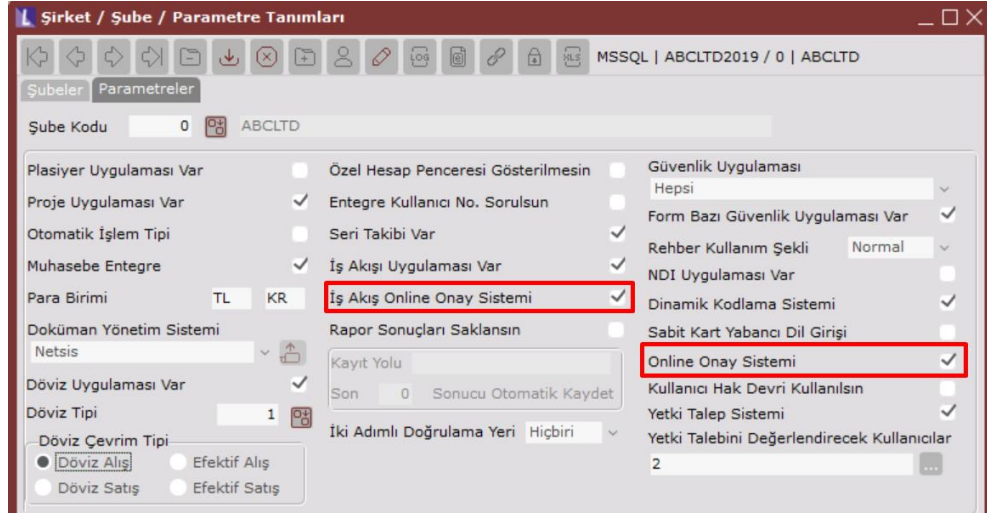 Şirket / Şube / Parametre Tanımları
LOG
XLS
MSSQL | ABCLTD2019 / 0 | ABCLTD
Şubeler Parametreler
Şube Kodu 0 ABCLTD
Plasiyer Uygulaması Var
Proje Uygulaması Var
Otomatik İşlem Tipi
Muhasebe Entegre
Para Birimi TL KR
Doküman Yönetim Sistemi
Netsis
Döviz Uygulaması Var
Döviz Tipi 1
Döviz Çevrim Tipi
Döviz Alış Efektif Alış
Döviz Satış Efektif Satış
Özel Hesap Penceresi Gösterilmesin
Entegre Kullanıcı No. Sorulsun
Seri Takibi Var
İş Akışı Uygulaması Var
İş Akış Online Onay Sistemi
Rapor Sonuçları Saklansın
Kayıt Yolu
Son 0 Sonucu Otomatik Kaydet
İki Adımlı Doğrulama Yeri Hiçbiri
Güvenlik Uygulaması
Hepsi
Form Bazı Güvenlik Uygulaması Var
Rehber Kullanım Şekli Normal
NDI Uygulaması Var
Dinamik Kodlama Sistemi
Sabit Kart Yabancı Dil Girişi
Online Onay Sistemi
Kullanıcı Hak Devri Kullanılsın
Yetki Talep Sistemi
Yetki Talebini Değerlendirecek Kullanıcılar
2 ...